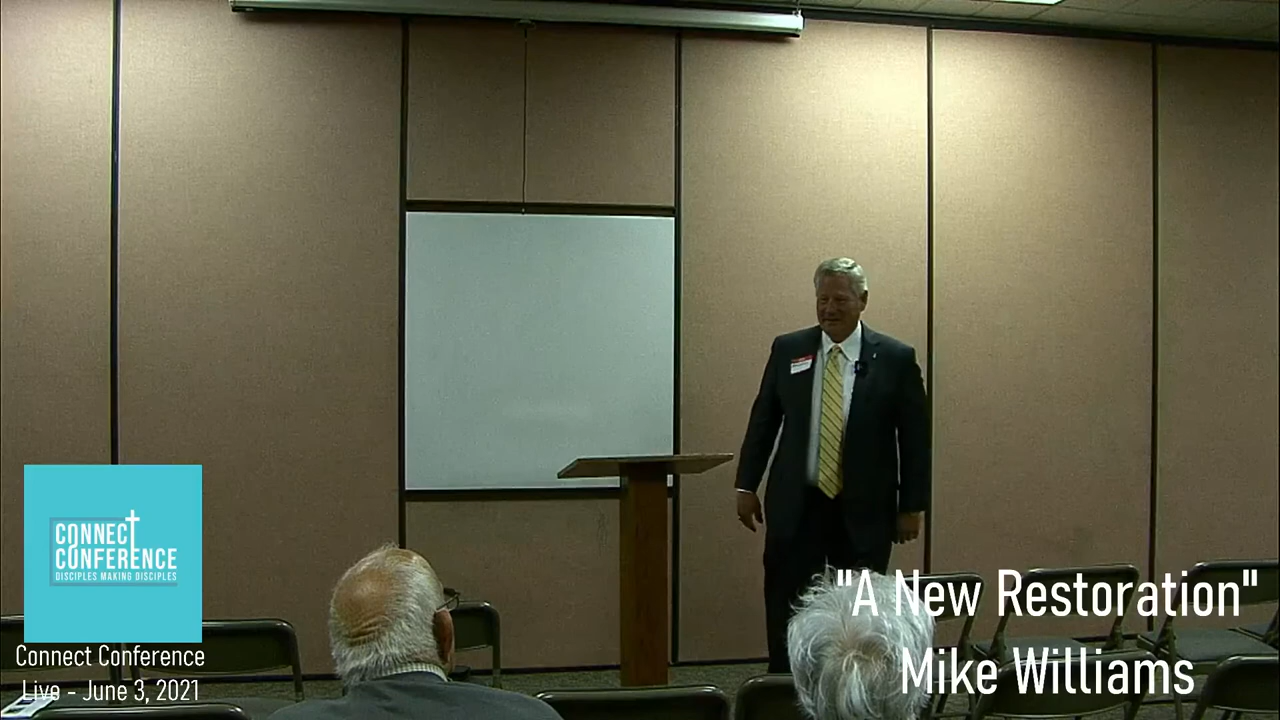 CONNECT
CONFERENCE
DISCIPLES MAKING DISCIPLES
Connect Conference
Live - June 3, 2021
"A New Restoration"
Mike Williams